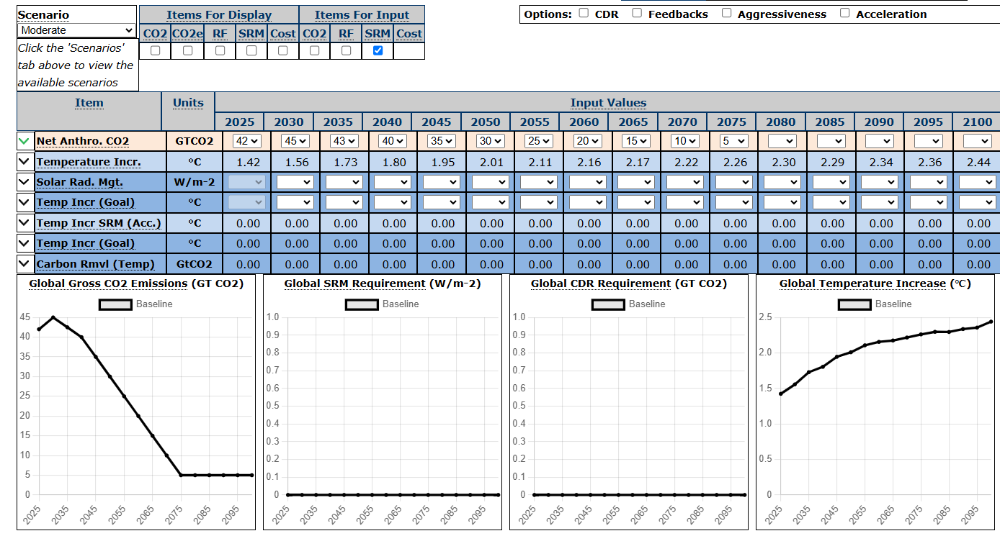 Scenario Items For Display Items For Input Options: CDR Feedbacks Aggressiveness Acceleration
Moderate CO2 CO2e RF SRM Cost CO2 RF SRM Cost
Click the 'Scenarios'
tab above to view the
available scenarios
Item Units Input Values
2025 2030 2035 2040 2045 2050 2055 2060 2065 2070 2075 2080 2085 2090 2095 2100
Net Anthro. CO2 GTCO2 42 45 43 40 35 30 25 20 15 10 5
Temperature Incr. °C 1.42 1.56 1.73 1.80 1.95 2.01 2.11 2.16 2.17 2.22 2.26 2.30 2.29 2.34 2.36 2.44
Solar Rad. Mgt. W/m-2
Temp Incr (Goal) °C
Temp Incr SRM (Acc.) °C 0.00 0.00 0.00 0.00 0.00 0.00 0.00 0.00 0.00 0.00 0.00 0.00 0.00 0.00 0.00 0.00
Temp Incr (Goal) °C 0.00 0.00 0.00 0.00 0.00 0.00 0.00 0.00 0.00 0.00 0.00 0.00 0.00 0.00 0.00 0.00
Carbon Rmvl (Temp) GtCO2 0.00 0.00 0.00 0.00 0.00 0.00 0.00 0.00 0.00 0.00 0.00 0.00 0.00 0.00 0.00 0.00
Global Gross CO2 Emissions (GT CO2)
Baseline
45
40
35
30
25
20
15
10
5
0
2025 2035 2045 2055 2065 2075 2085 2095
Global SRM Requirement (W/m-2)
Baseline
1.0
0.9
0.8
0.7
0.6
0.5
0.4
0.3
0.2
0.1
0
2025 2035 2045 2055 2065 2075 2085 2095
Global CDR Requirement (GT CO2)
Baseline
1.0
0.9
0.8
0.7
0.6
0.5
0.4
0.3
0.2
0.1
0
2025 2035 2045 2055 2065 2075 2085 2095
Global Temperature Increase (°C)
Baseline
2.5
2.0
1.5
1.0
0.5
0
2025 2035 2045 2055 2065 2075 2085 2095